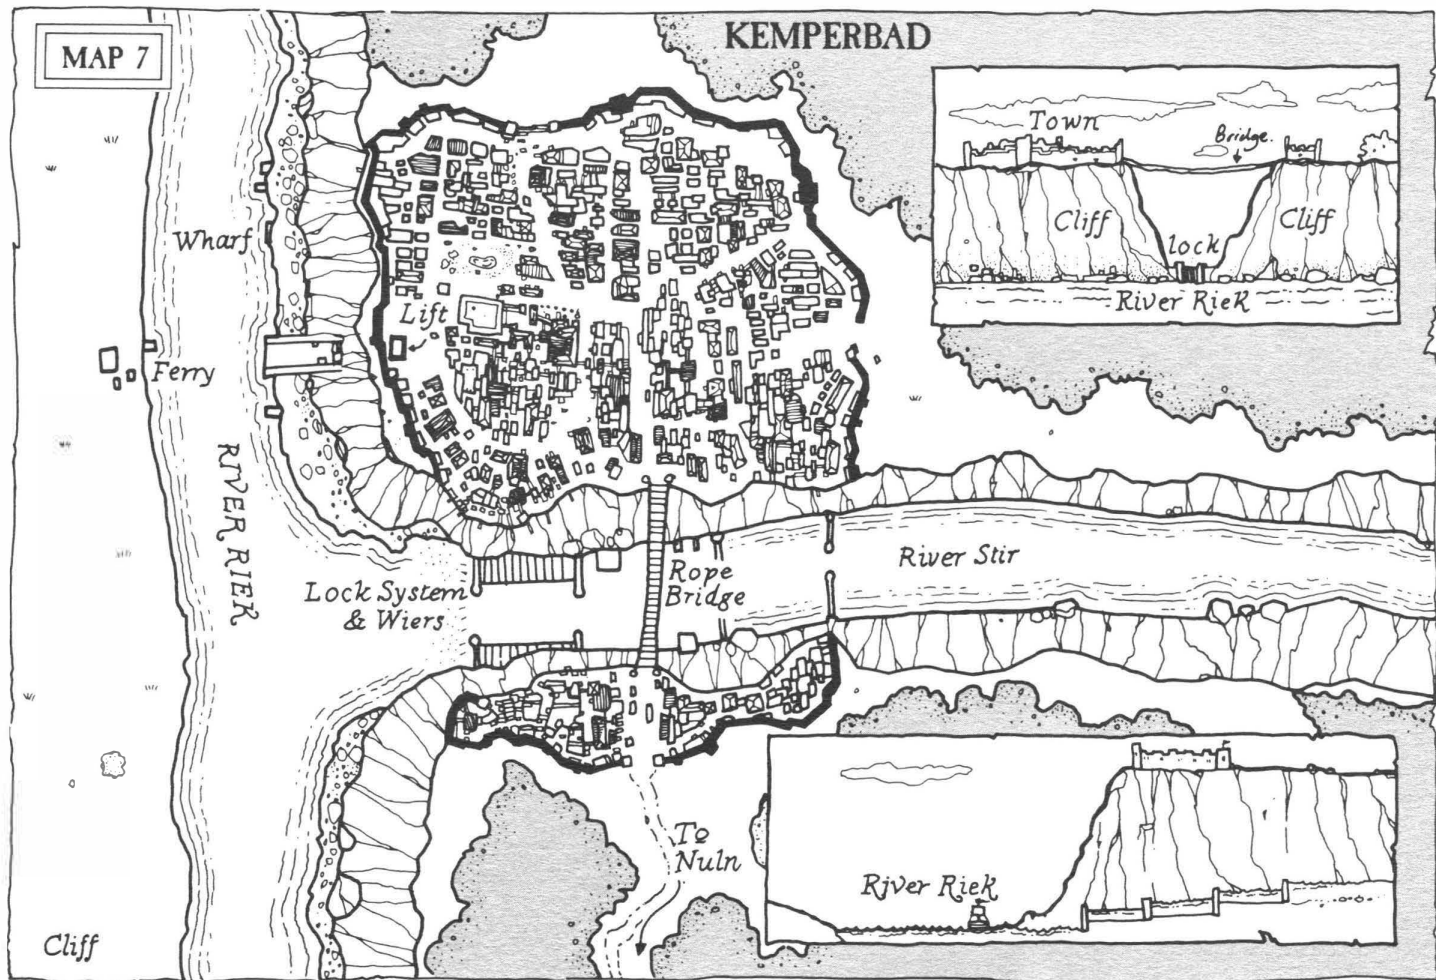 MAP 7
KEMPERBAD
Town
Bridge.
Cliff
Cliff
lock
River Riek
Wharf
Lift
Ferry
RIVER RIEK
Lock System
& Wiers
Rope
Bridge
River Stir
To
Nuln
River Riek
Cliff